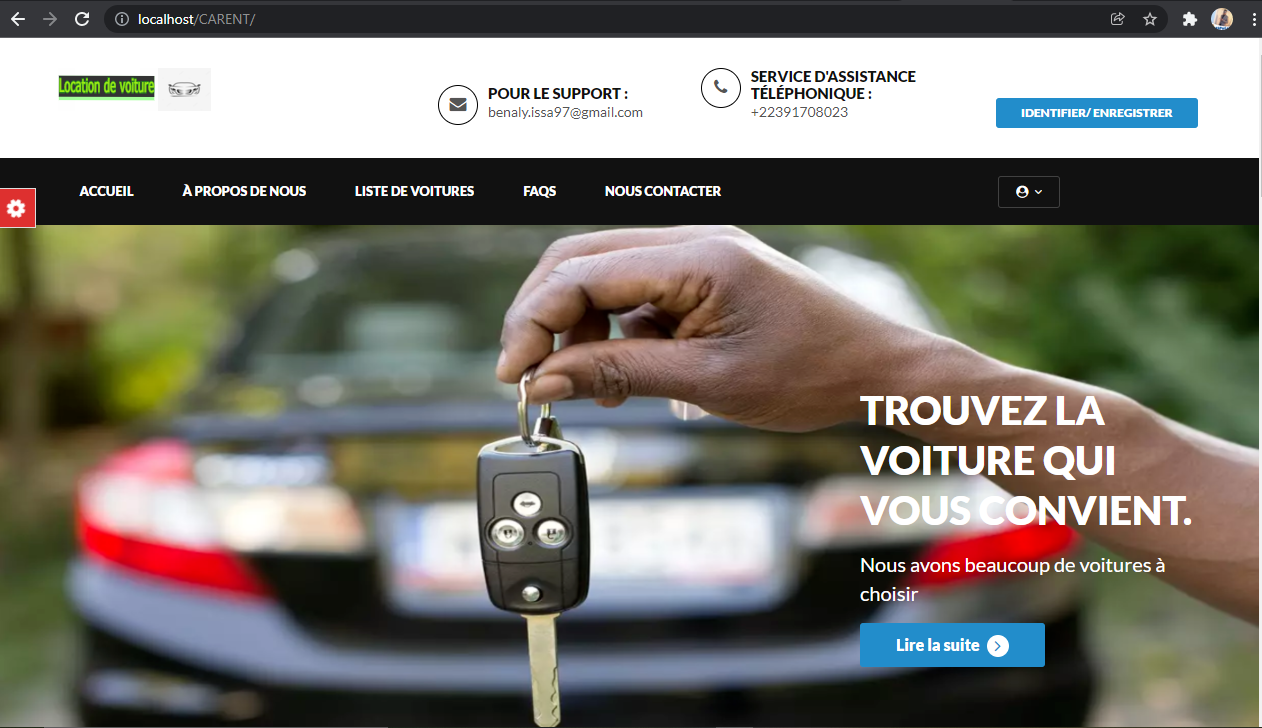 localhost/CARENT/
Location de voiture
POUR LE SUPPORT :
benaly.issa97@gmail.com
SERVICE D'ASSISTANCE
TÉLÉPHONIQUE :
+22391708023
IDENTIFIER/ ENREGISTRER
ACCUEIL
À PROPOS DE NOUS
LISTE DE VOITURES
FAQS
NOUS CONTACTER
TROUVEZ LA
VOITURE QUI
VOUS CONVIENT.
Nous avons beaucoup de voitures à
choisir
Lire la suite